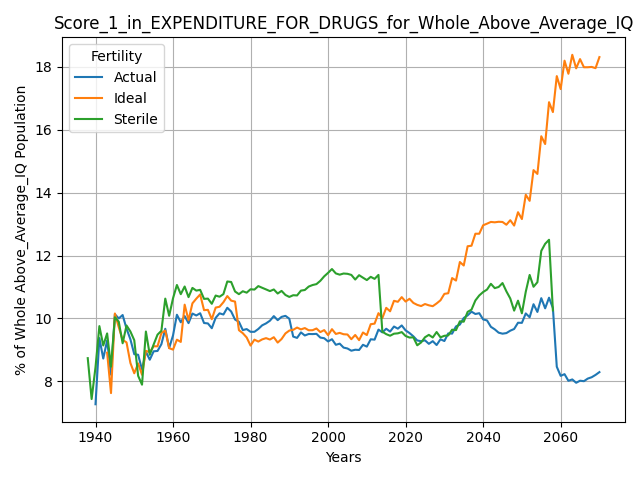 Score_1_in_EXPENDITURE_FOR_DRUGS_for_Whole_Above_Average_IQ
Fertility
Actual
Ideal
Sterile
% of Whole Above_Average_IQ Population
18
16
14
12
10
8
1940 1960 1980 2000 2020 2040 2060
Years